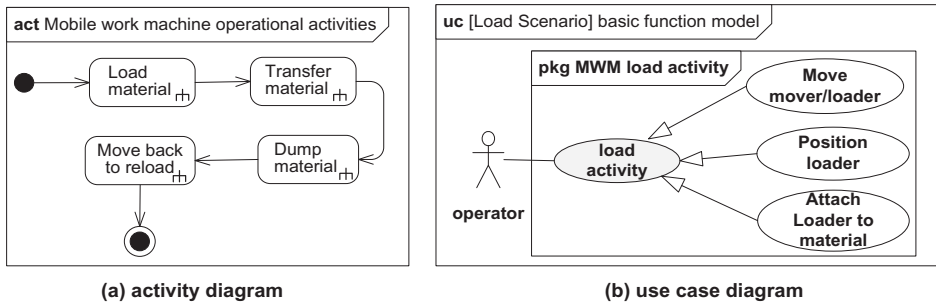 act Mobile work machine operational activities
Load
material
Transfer
material
Move back
to reload
Dump
material
(a) activity diagram
uc [Load Scenario] basic function model
pkg MWM load activity
Move
mover/loader
load
activity
Position
loader
operator
Attach
Loader to
material
(b) use case diagram